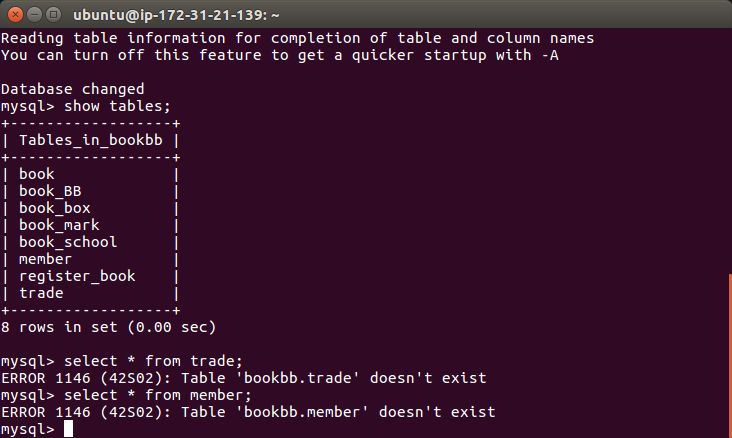 ubuntu@ip-172-31-21-139: ~
Reading table information for completion of table and column names
You can turn off this feature to get a quicker startup with -A

Database changed
mysql> show tables;
+------------------+
| Tables_in_bookbb |
+------------------+
| book             |
| book_BB          |
| book_box         |
| book_mark        |
| book_school      |
| member           |
| register_book    |
| trade            |
+------------------+
8 rows in set (0.00 sec)

mysql> select * from trade;
ERROR 1146 (42S02): Table 'bookbb.trade' doesn't exist
mysql> select * from member;
ERROR 1146 (42S02): Table 'bookbb.member' doesn't exist
mysql>